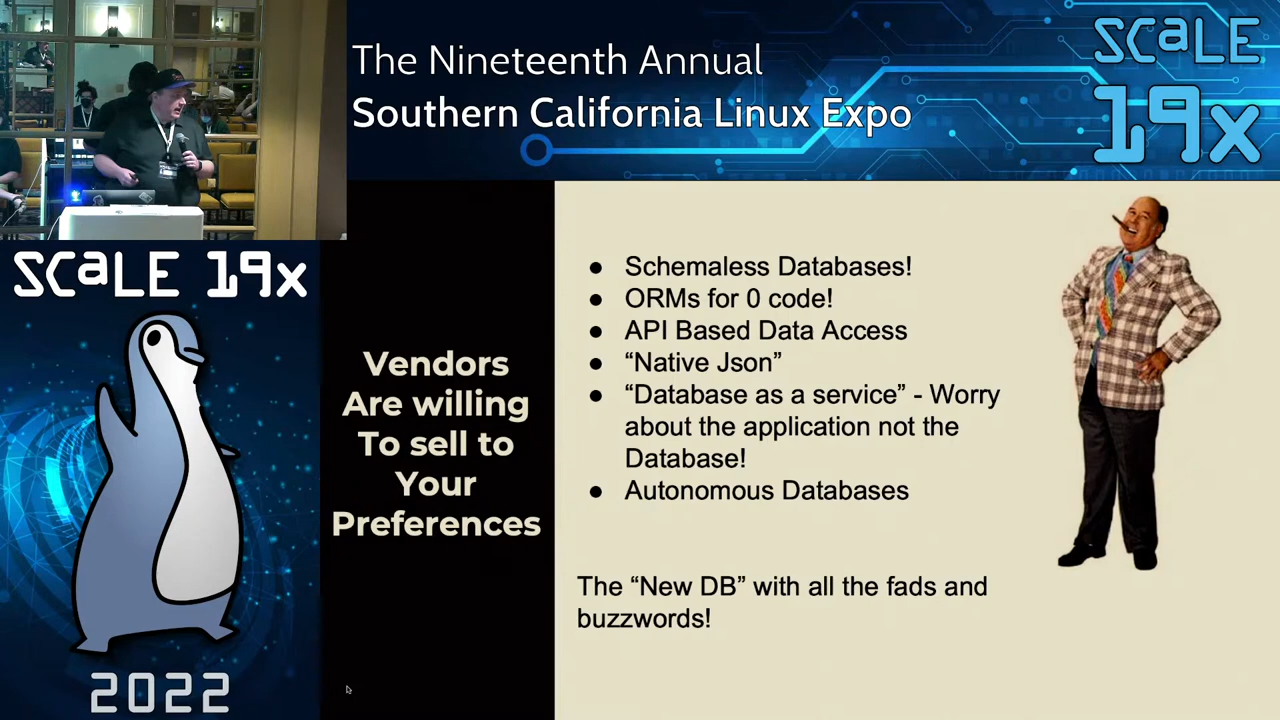 The Nineteenth Annual
Southern California Linux Expo
SCaLE
19x
SCaLE 19x
2022
Vendors
Are willing
To sell to
Your
Preferences
● Schemaless Databases!
● ORMs for 0 code!
● API Based Data Access
● “Native Json”
● “Database as a service” - Worry
about the application not the
Database!
● Autonomous Databases
The “New DB” with all the fads and
buzzwords!